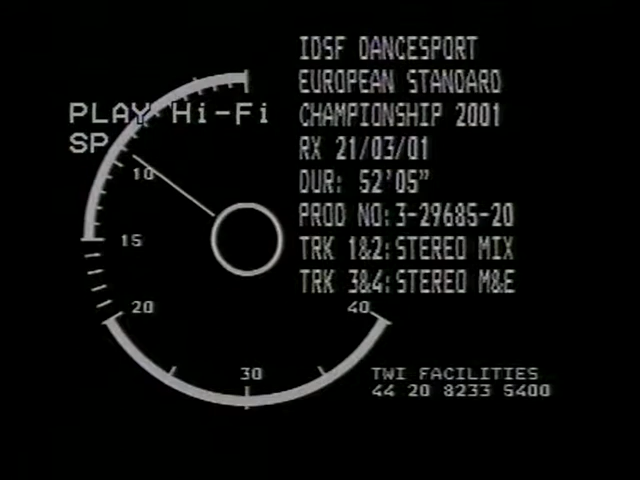 IDSF DANCESPORT
EUROPEAN STANDARD
CHAMPIONSHIP 2001
RX 21/03/01
DUR: 52'05"
PROD NO:3-29685-20
TRK 1&2:STEREO MIX
TRK 3&4:STEREO M&E
PLAY Hi-Fi
SP
10
15
20
30
40
TWI FACILITIES
44 20 8233 5400